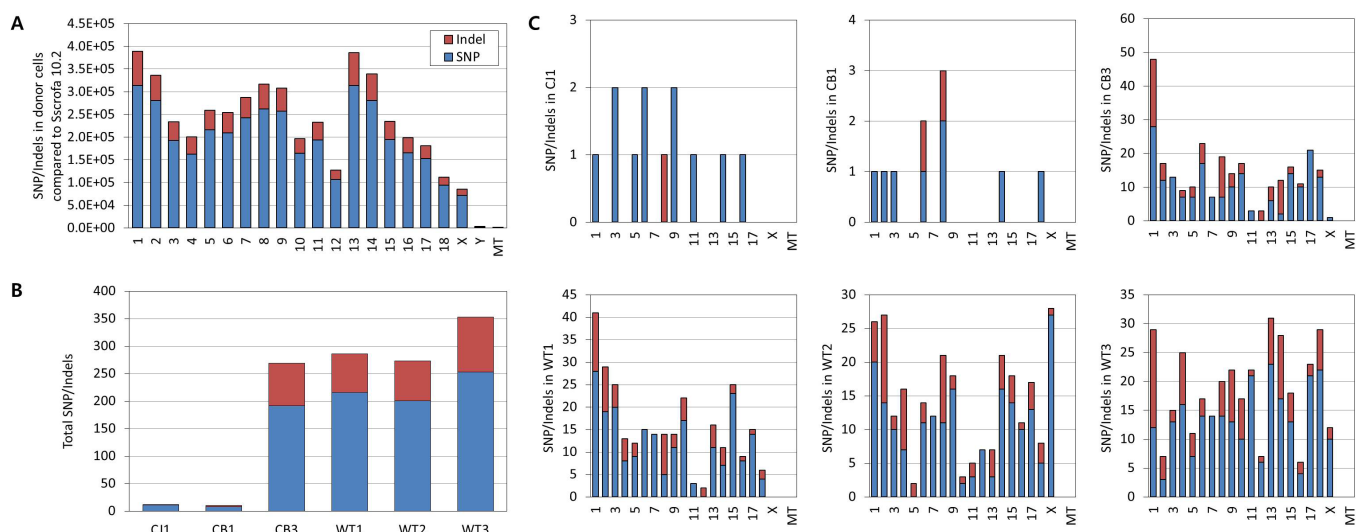 A
SNP/Indels in donor cells
compared to Sscrofa 10.2
4.5E+05
4.0E+05
3.5E+05
3.0E+05
2.5E+05
2.0E+05
1.5E+05
1.0E+05
5.0E+04
0.0E+00
Indel
SNP
1 2 3 4 5 6 7 8 9 10 11 12 13 14 15 16 17 18 X Y MT
B
Total SNP/Indels
400
350
300
250
200
150
100
50
0
CJ1 CB1 CB3 WT1 WT2 WT3
C
SNP/Indels in CJ1
3
2
1
0
1 3 5 7 9 11 13 15 17 X MT
SNP/Indels in CB1
4
3
2
1
0
1 3 5 7 9 11 13 15 17 X MT
SNP/Indels in CB3
60
50
40
30
20
10
0
1 3 5 7 9 11 13 15 17 X MT
SNP/Indels in WT1
45
40
35
30
25
20
15
10
5
0
1 3 5 7 9 11 13 15 17 X MT
SNP/Indels in WT2
30
25
20
15
10
5
0
1 3 5 7 9 11 13 15 17 X MT
SNP/Indels in WT3
35
30
25
20
15
10
5
0
1 3 5 7 9 11 13 15 17 X MT